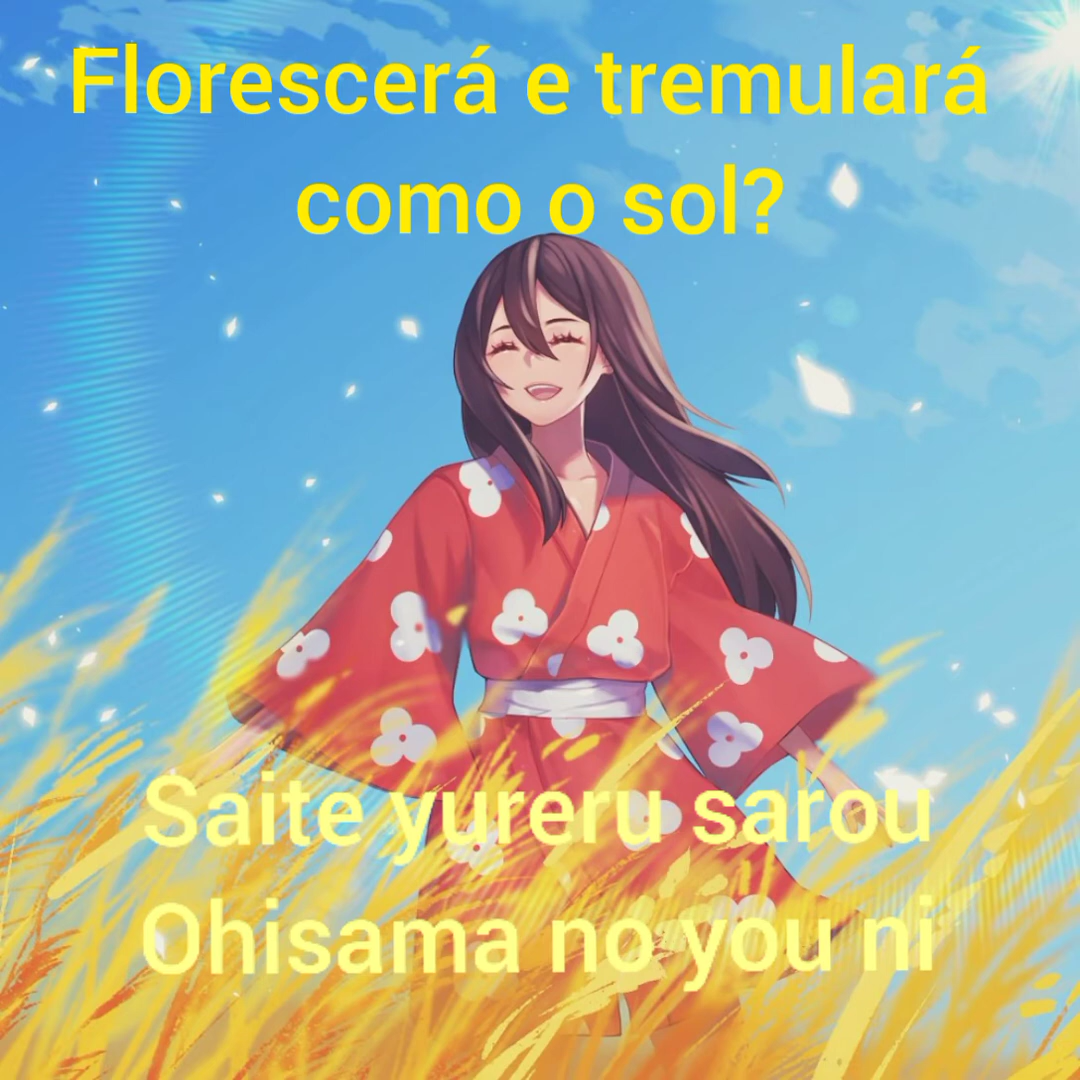 Florescerá e tremulará
como o sol?
Saite yureru sarou
Ohisama no you ni